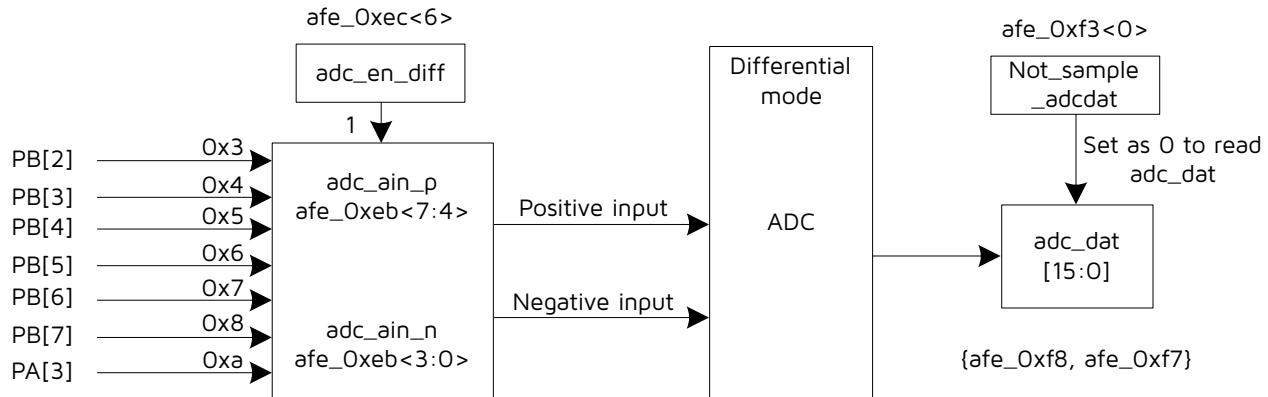 afe_0xec<6>
adc_en_diff
1
PB[2] 0x3
PB[3] 0x4
PB[4] 0x5
PB[5] 0x6
PB[6] 0x7
PB[7] 0x8
PA[3] 0xa
adc_ain_p
afe_0xeb<7:4>
adc_ain_n
afe_0xeb<3:0>
Positive input
Negative input
Differential
mode
ADC
afe_0xf3<0>
Not_sample
_adcdat
Set as 0 to read
adc_dat
adc_dat
[15:0]
{afe_0xf8, afe_0xf7}